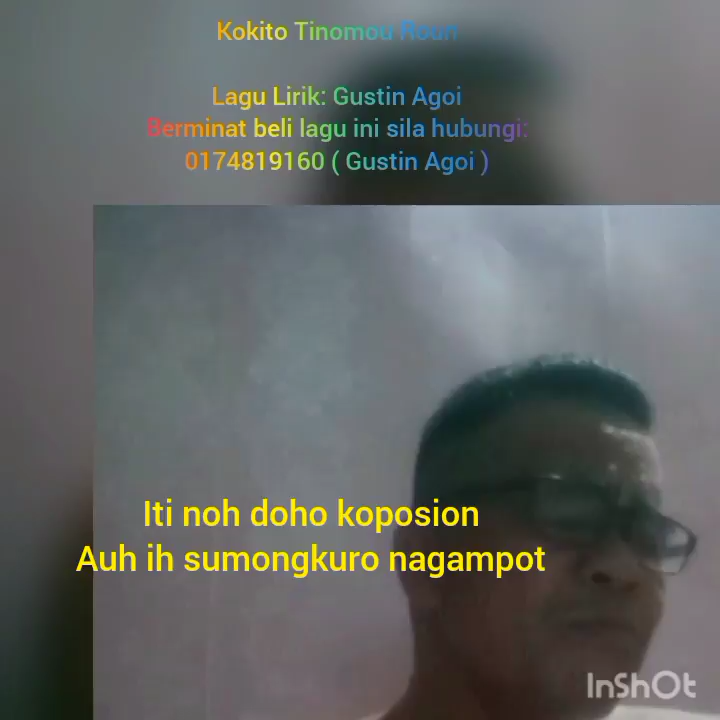 Kokito Tinomou Roun
Lagu Lirik: Gustin Agoi
Berminat beli lagu ini sila hubungi:
0174819160 ( Gustin Agoi )
Iti noh doho koposion
Auh ih sumongkuro nagampot
InShOt